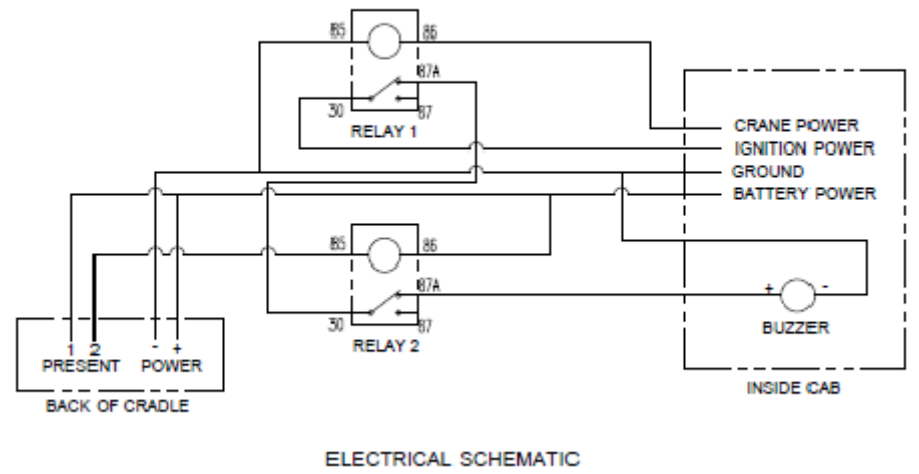 85 86
87A
30 87
RELAY 1
CRANE POWER
IGNITION POWER
GROUND
BATTERY POWER
85 86
87A
30 87
RELAY 2
+ -
BUZZER
INSIDE CAB
1 2 - +
PRESENT POWER
BACK OF CRADLE
ELECTRICAL SCHEMATIC